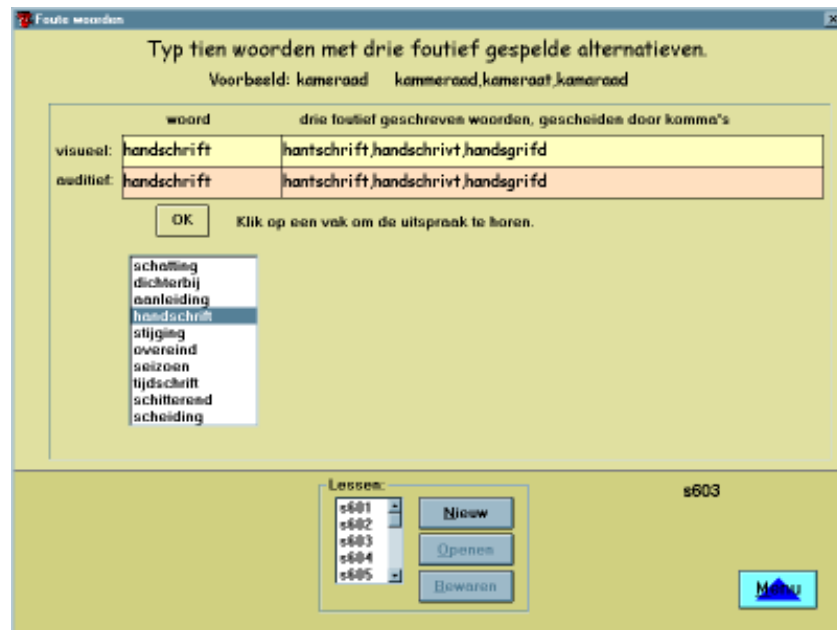 Foute woorden
Typ tien woorden met drie foutief gespelde alternatieven.
Voorbeeld: kameraad kammeraad,kameraat,kamaraad
woord drie foutief geschreven woorden, gescheiden door komma's
visueel: handschrift hantschrift,handschrivt,handsgrifd
auditief: handschrift hantschrift,handschrivt,handsgrifd
OK Klik op een vak om de uitspraak te horen.
schatting
dichterbij
aanleiding
handschrift
stijging
overeind
seizoen
tijdschrift
schitterend
scheiding
Lessen:
s601
s602
s603
s604
s605
Nieuw
Openen
Bewaren
s603
Menu